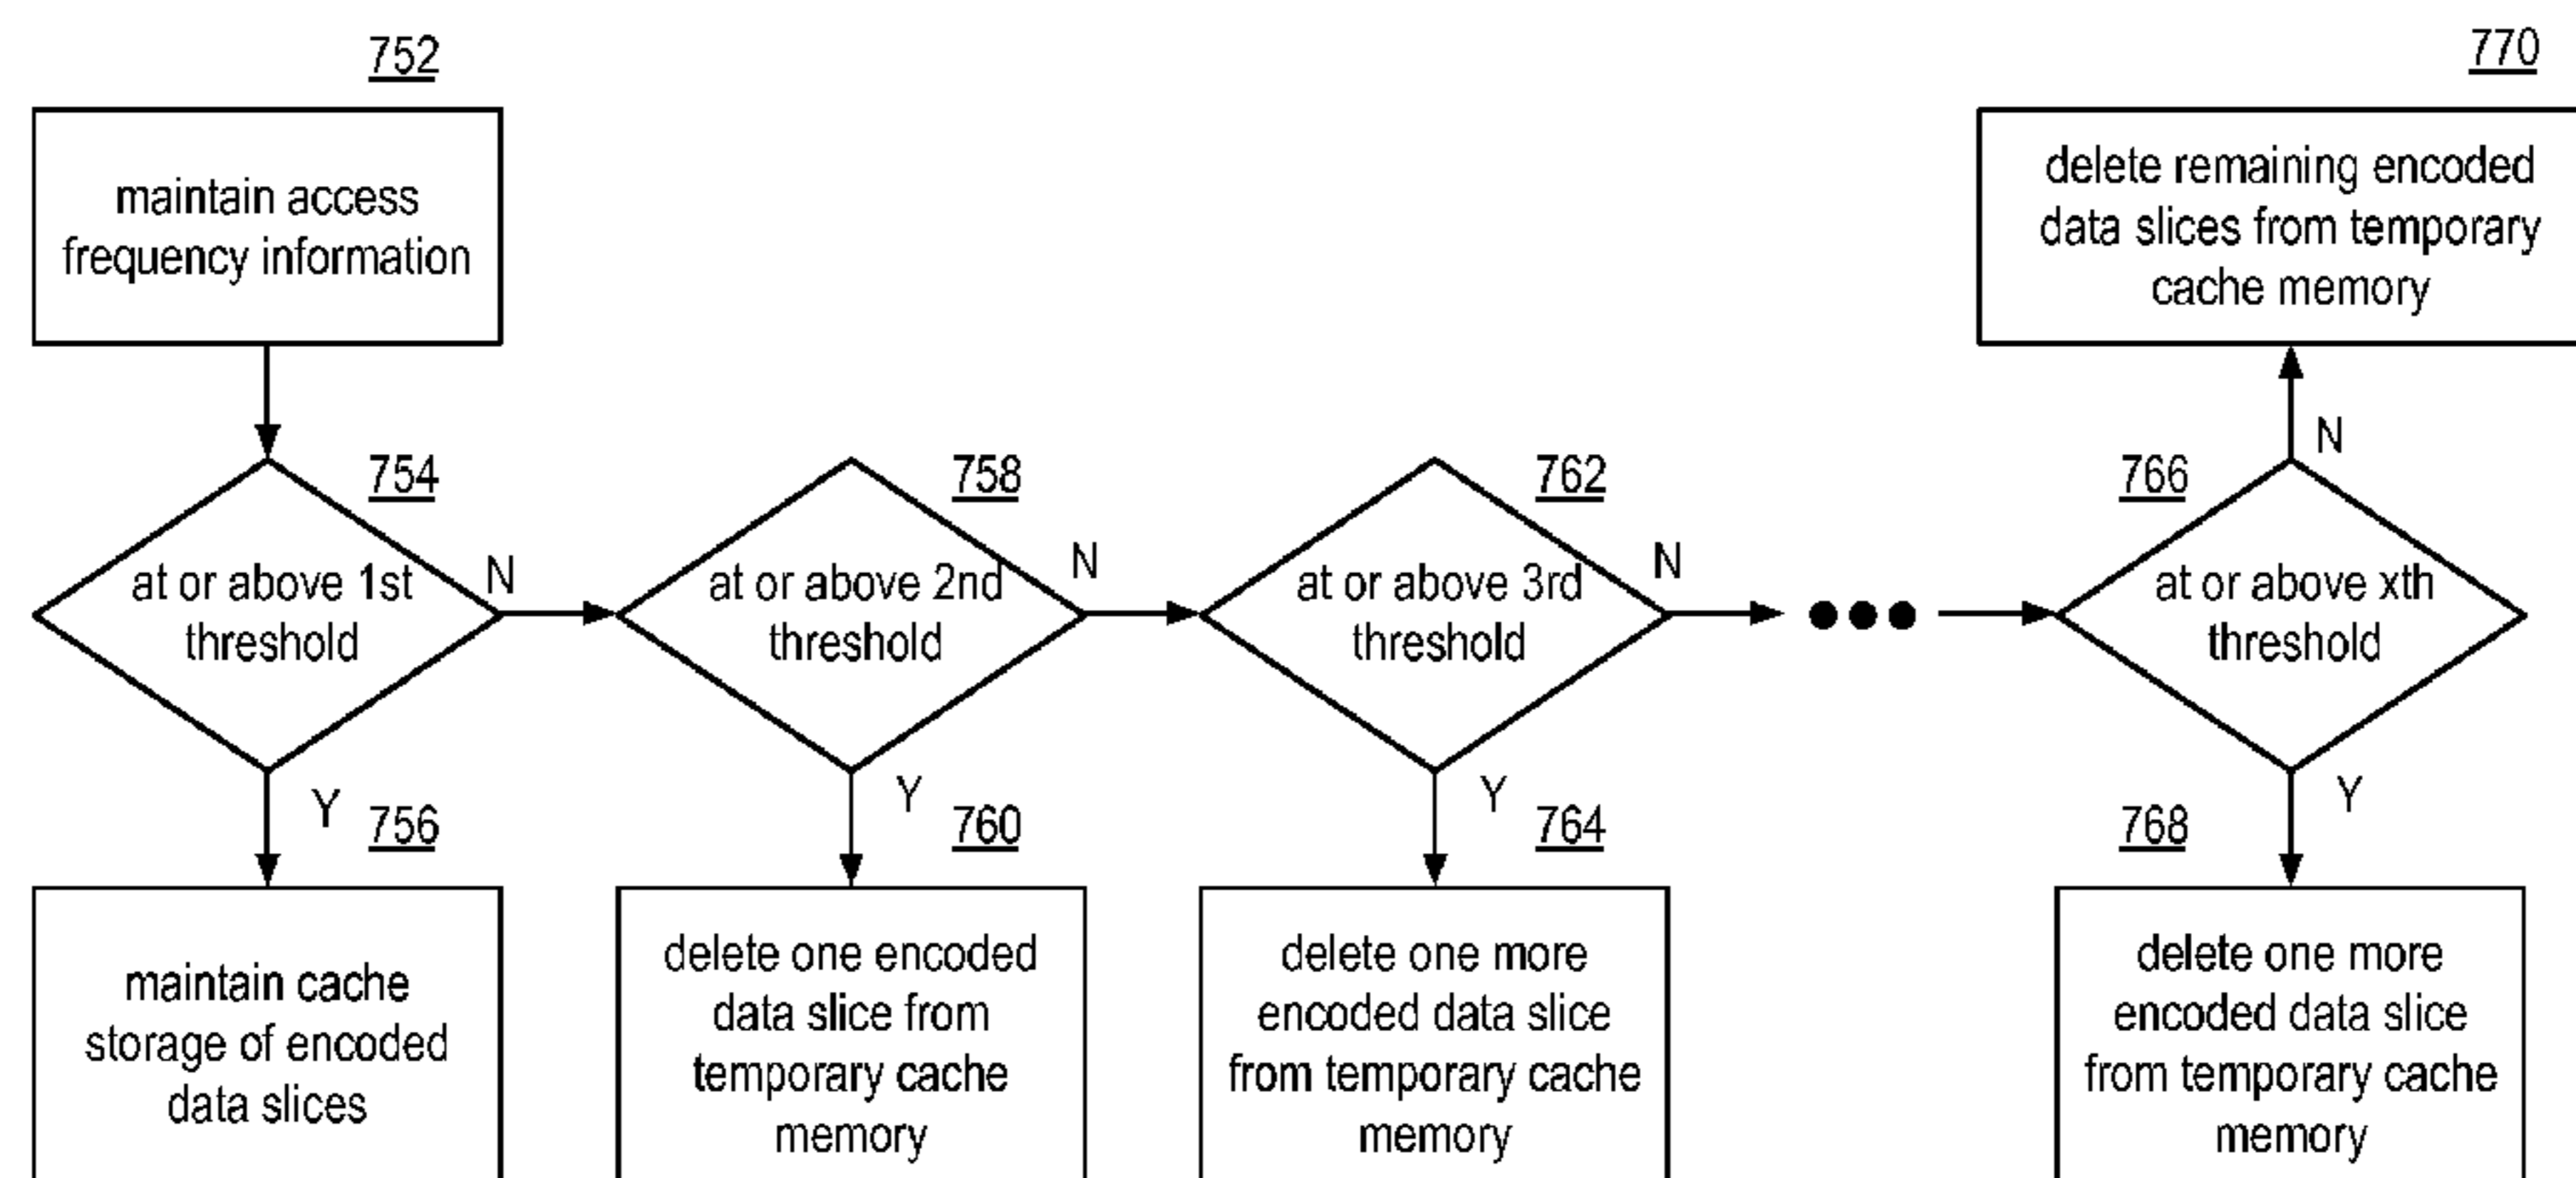 752
maintain access
frequency information
770
delete remaining encoded
data slices from temporary
cache memory
754
at or above 1st
threshold
N
Y
758
at or above 2nd
threshold
N
Y
762
at or above 3rd
threshold
N
Y
766
at or above xth
threshold
N
Y
756
maintain cache
storage of encoded
data slices
760
delete one encoded
data slice from
temporary cache
memory
764
delete one more
encoded data slice
from temporary cache
memory
768
delete one more
encoded data slice
from temporary cache
memory